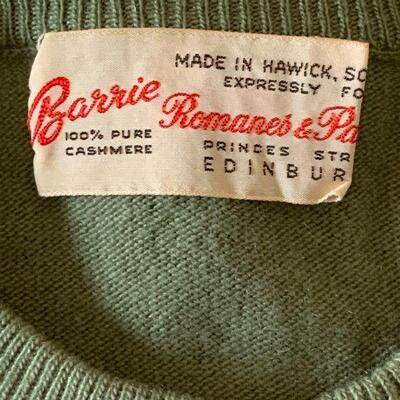 Barrie
100% PURE
CASHMERE
MADE IN HAWICK, SC
EXPRESSLY FO
Romanes & Pa
PRINCES STR
EDINBUR